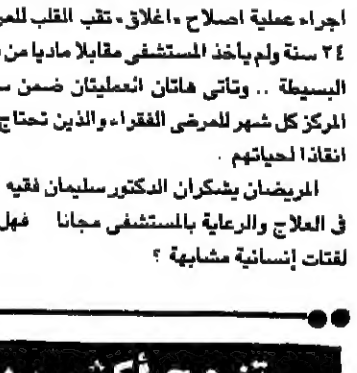 اجراء عملية اصلاح «اغلاق» ثقب القلب للمر
٢٤ سنة ولم يأخذ المستشفى مقابلا ماديا من
البسيطة .. وتأتى هاتان العمليتان ضمن س
المركز كل شهر للمرضى الفقراء والذين تحتاج
انقاذا لحياتهم .
المريضان يشكران الدكتور سليمان فقيه
فى العلاج والرعاية بالمستشفى مجانا فهل
لفتات إنسانية مشابهة ؟